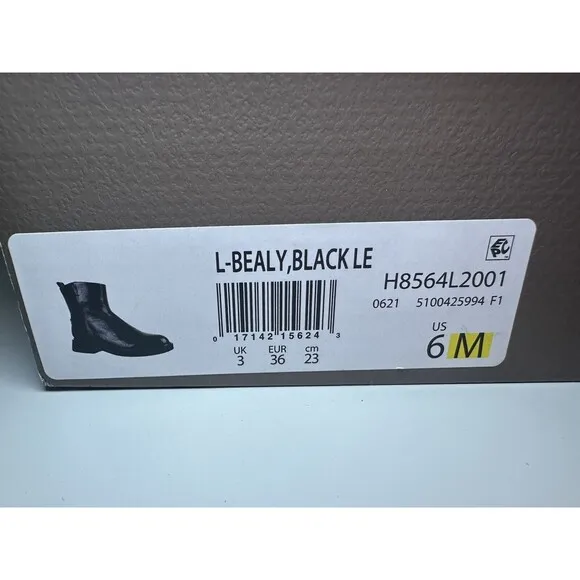 L-BEALY,BLACK LE
H8564L2001
0621 5100425994 F1
0 17142 15624 3
UK EUR cm
3 36 23
US
6 M